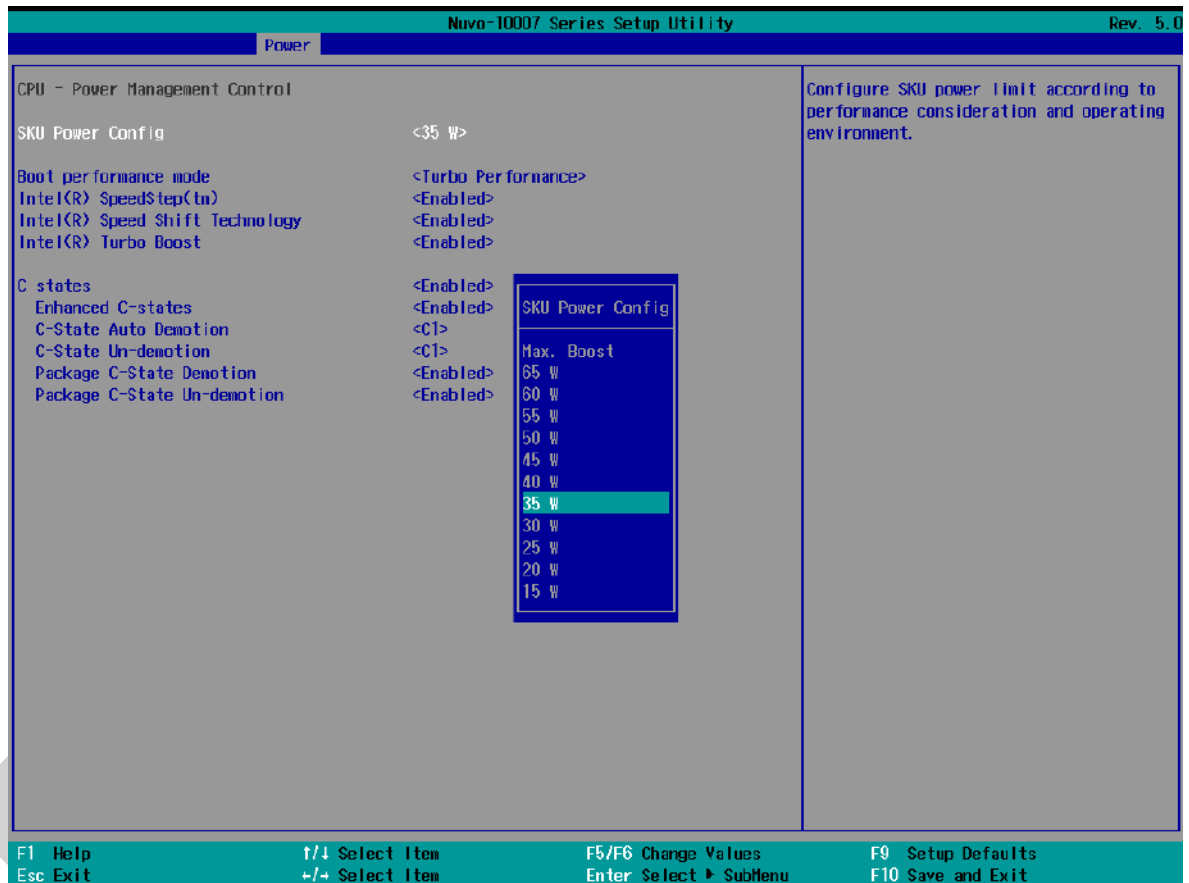 Nuvo-10007 Series Setup Utility Rev. 5.0
Power
CPU - Power Management Control
SKU Power Config <35 W>
Boot performance mode <Turbo Performance>
Intel(R) SpeedStep(tm) <Enabled>
Intel(R) Speed Shift Technology <Enabled>
Intel(R) Turbo Boost <Enabled>
C states <Enabled>
Enhanced C-states <Enabled>
C-State Auto Demotion <C1>
C-State Un-demotion <C1>
Package C-State Demotion <Enabled>
Package C-State Un-demotion <Enabled>
SKU Power Config
Max. Boost
65 W
60 W
55 W
50 W
45 W
40 W
35 W
30 W
25 W
20 W
15 W
Configure SKU power limit according to
performance consideration and operating
environment.
F1 Help ↑/↓ Select Item F5/F6 Change Values F9 Setup Defaults
Esc Exit ←/→ Select Item Enter Select ▶ SubMenu F10 Save and Exit